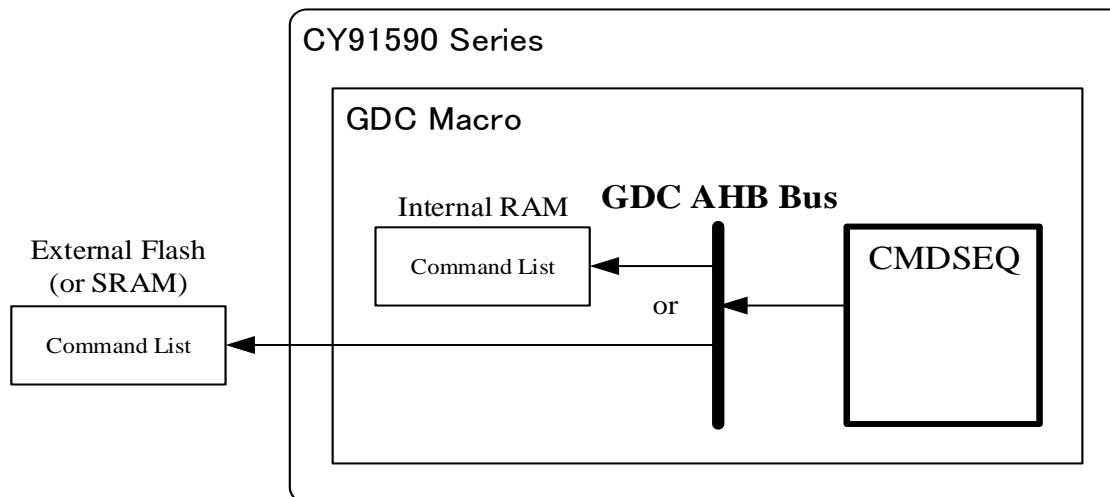 CY91590 Series
GDC Macro
Internal RAM
Command List
GDC AHB Bus
CMDSEQ
or
External Flash
(or SRAM)
Command List